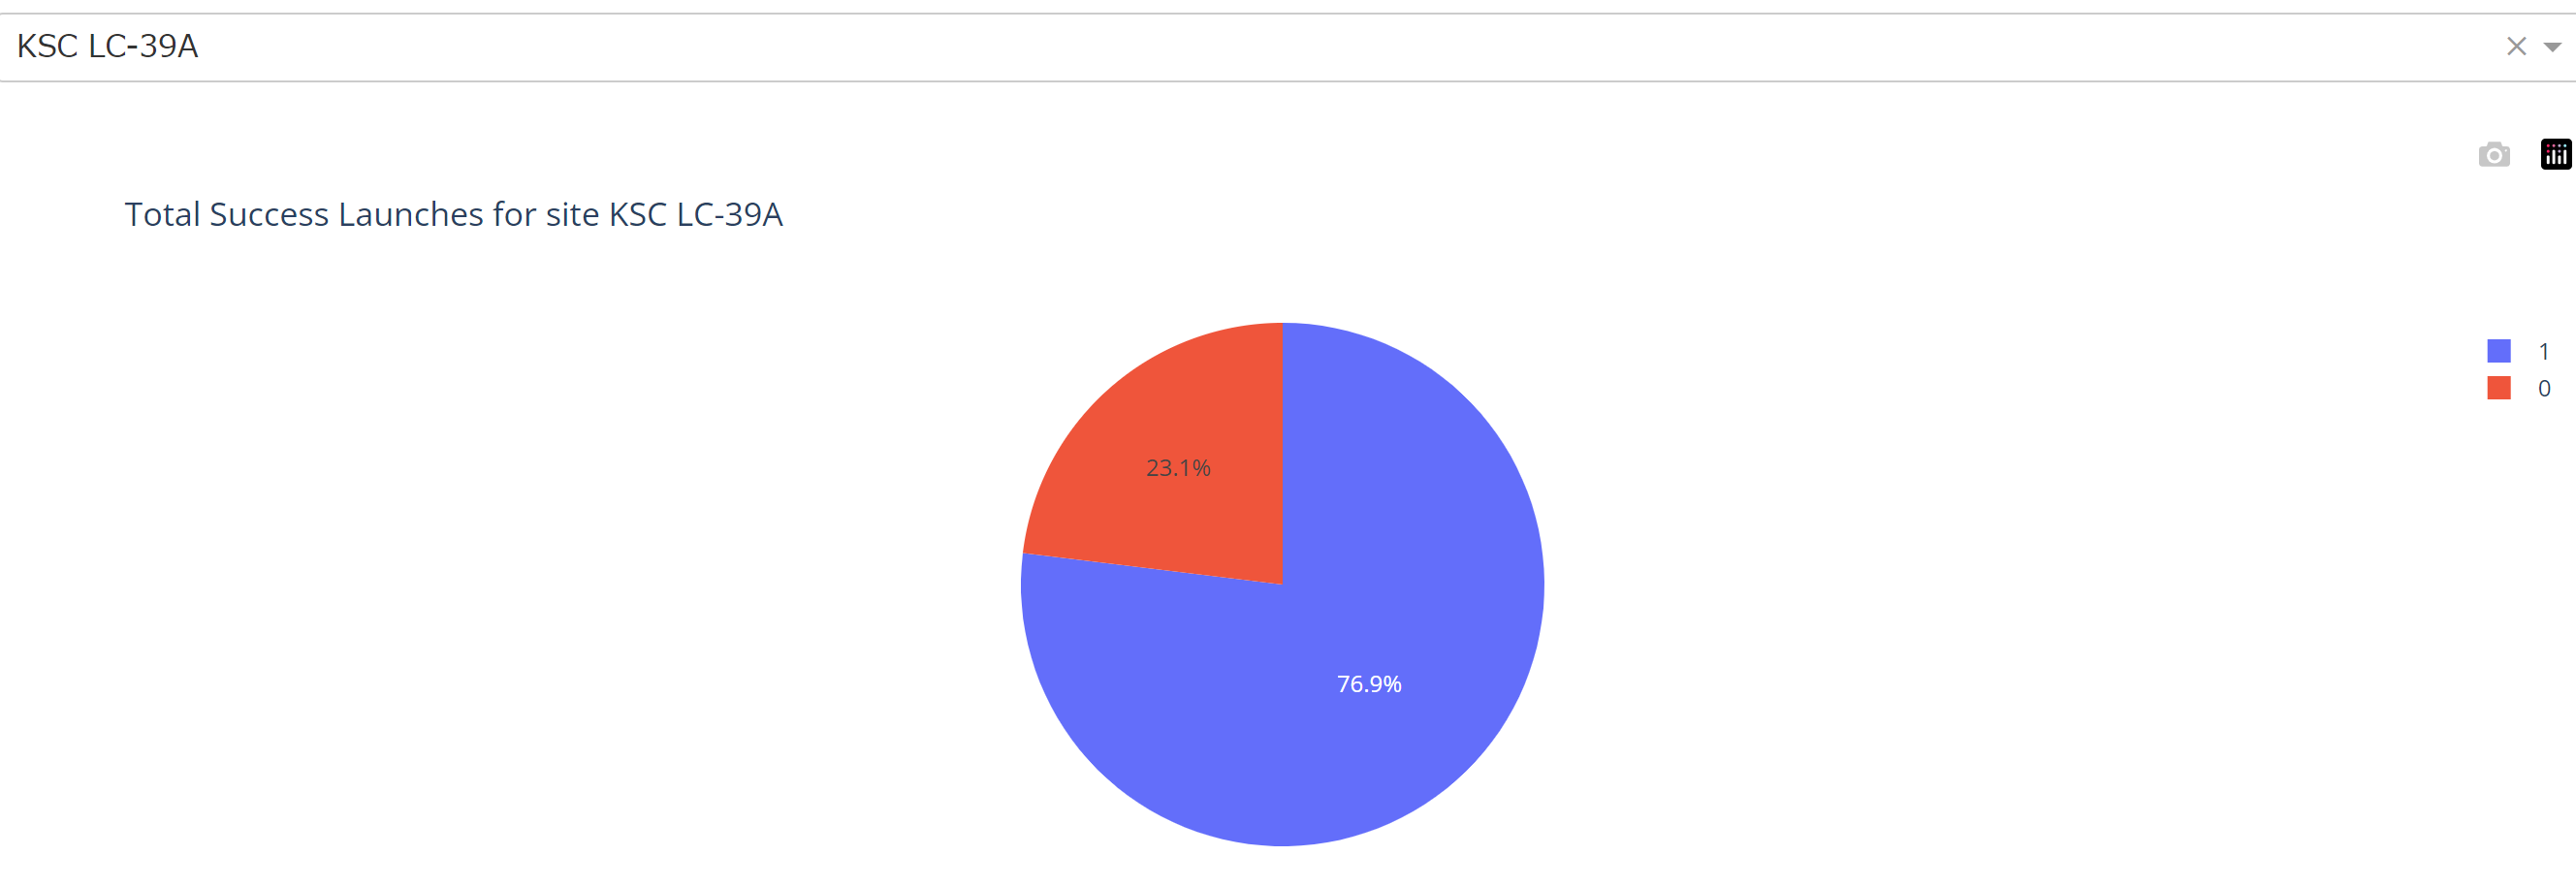 KSC LC-39A
Total Success Launches for site KSC LC-39A
1
0
23.1%
76.9%